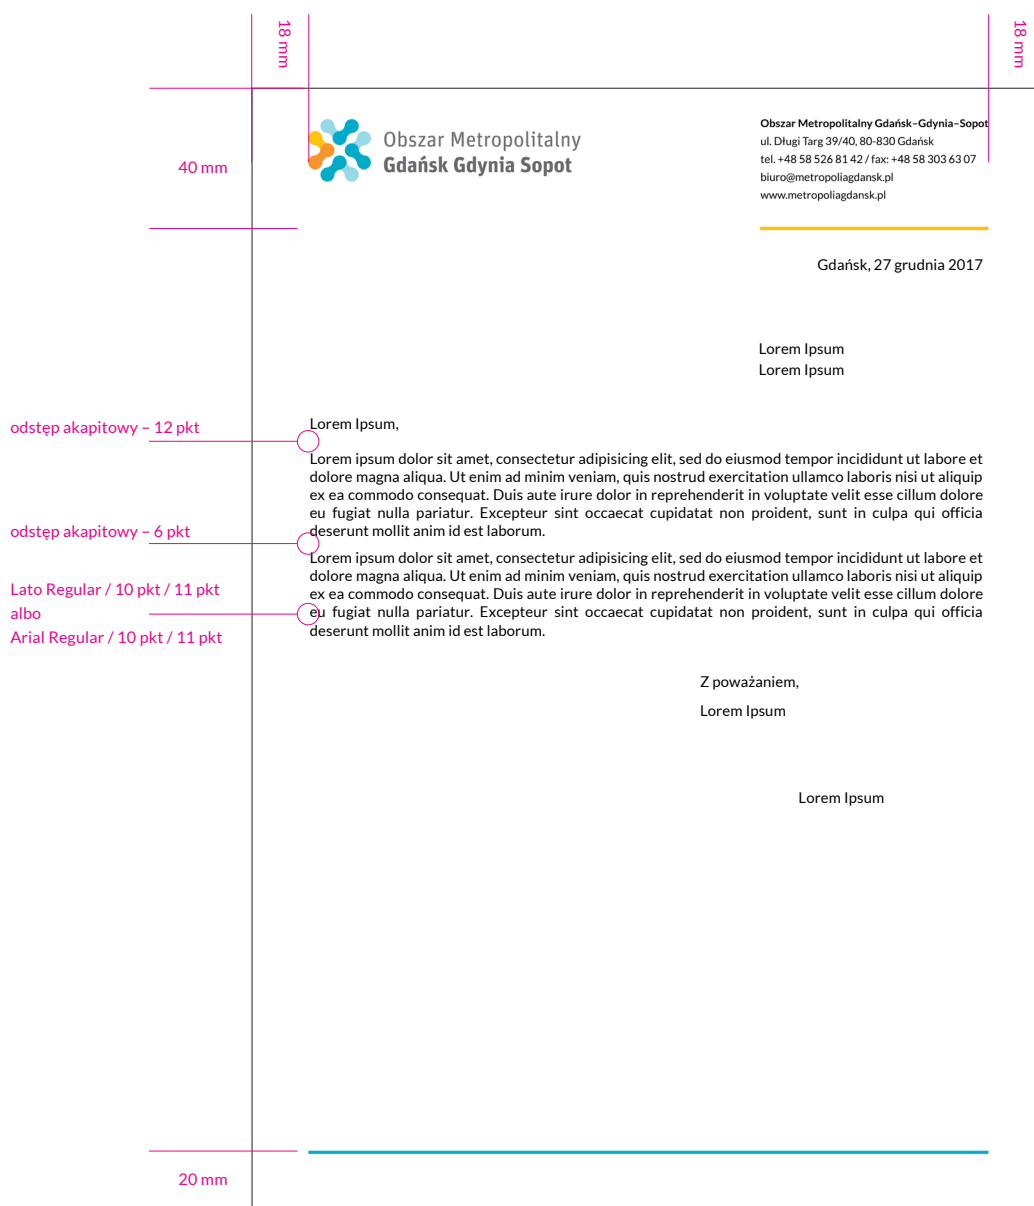 18 mm
18 mm
40 mm
Obszar Metropolitalny
Gdańsk Gdynia Sopot
Obszar Metropolitalny Gdańsk–Gdynia–Sopot
ul. Długi Targ 39/40, 80-830 Gdańsk
tel. +48 58 526 81 42 / fax: +48 58 303 63 07
biuro@metropoliagdansk.pl
www.metropoliagdansk.pl
Gdańsk, 27 grudnia 2017
Lorem Ipsum
Lorem Ipsum
odstęp akapitowy – 12 pkt
Lorem Ipsum,
Lorem ipsum dolor sit amet, consectetur adipisicing elit, sed do eiusmod tempor incididunt ut labore et
dolore magna aliqua. Ut enim ad minim veniam, quis nostrud exercitation ullamco laboris nisi ut aliquip
ex ea commodo consequat. Duis aute irure dolor in reprehenderit in voluptate velit esse cillum dolore
eu fugiat nulla pariatur. Excepteur sint occaecat cupidatat non proident, sunt in culpa qui officia
deserunt mollit anim id est laborum.
odstęp akapitowy – 6 pkt
Lorem ipsum dolor sit amet, consectetur adipisicing elit, sed do eiusmod tempor incididunt ut labore et
dolore magna aliqua. Ut enim ad minim veniam, quis nostrud exercitation ullamco laboris nisi ut aliquip
ex ea commodo consequat. Duis aute irure dolor in reprehenderit in voluptate velit esse cillum dolore
eu fugiat nulla pariatur. Excepteur sint occaecat cupidatat non proident, sunt in culpa qui officia
deserunt mollit anim id est laborum.
Lato Regular / 10 pkt / 11 pkt
albo
Arial Regular / 10 pkt / 11 pkt
Z poważaniem,
Lorem Ipsum
Lorem Ipsum
20 mm